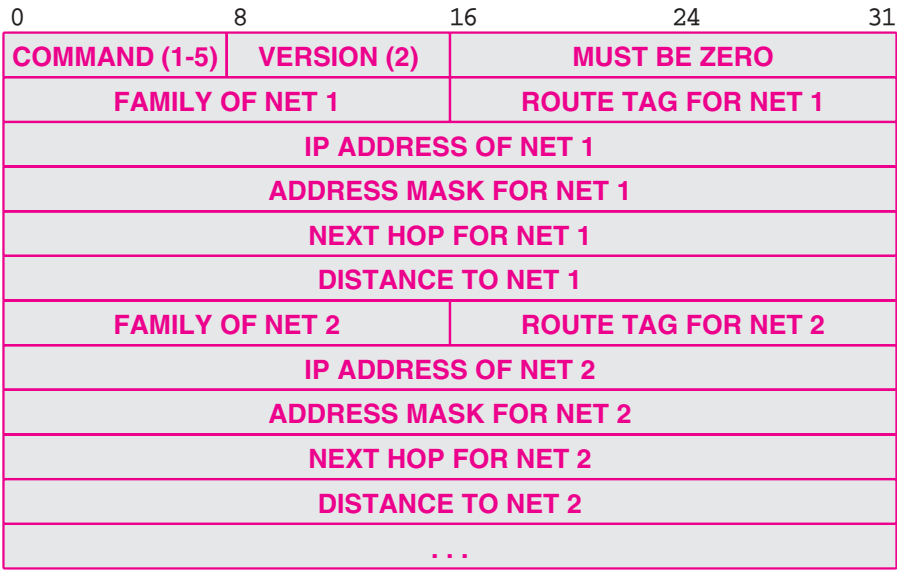 0 8 16 24 31
COMMAND (1-5) VERSION (2) MUST BE ZERO
FAMILY OF NET 1 ROUTE TAG FOR NET 1
IP ADDRESS OF NET 1
ADDRESS MASK FOR NET 1
NEXT HOP FOR NET 1
DISTANCE TO NET 1
FAMILY OF NET 2 ROUTE TAG FOR NET 2
IP ADDRESS OF NET 2
ADDRESS MASK FOR NET 2
NEXT HOP FOR NET 2
DISTANCE TO NET 2
. . .